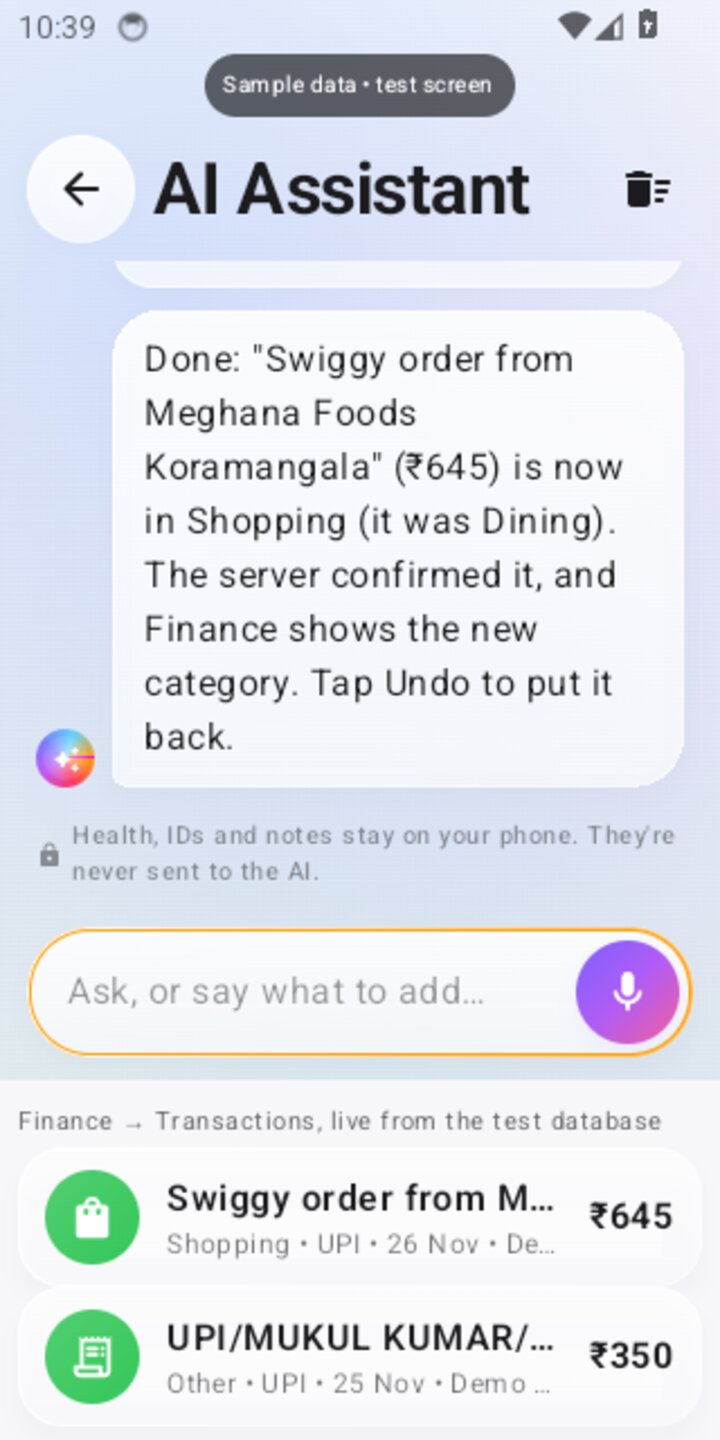 10:39
Sample data • test screen
AI Assistant
Done: "Swiggy order from
Meghana Foods
Koramangala" (₹645) is now
in Shopping (it was Dining).
The server confirmed it, and
Finance shows the new
category. Tap Undo to put it
back.
Health, IDs and notes stay on your phone. They're
never sent to the AI.
Ask, or say what to add...
Finance → Transactions, live from the test database
Swiggy order from M...
₹645
Shopping • UPI • 26 Nov • De...
UPI/MUKUL KUMAR/...
₹350
Other • UPI • 25 Nov • Demo ...